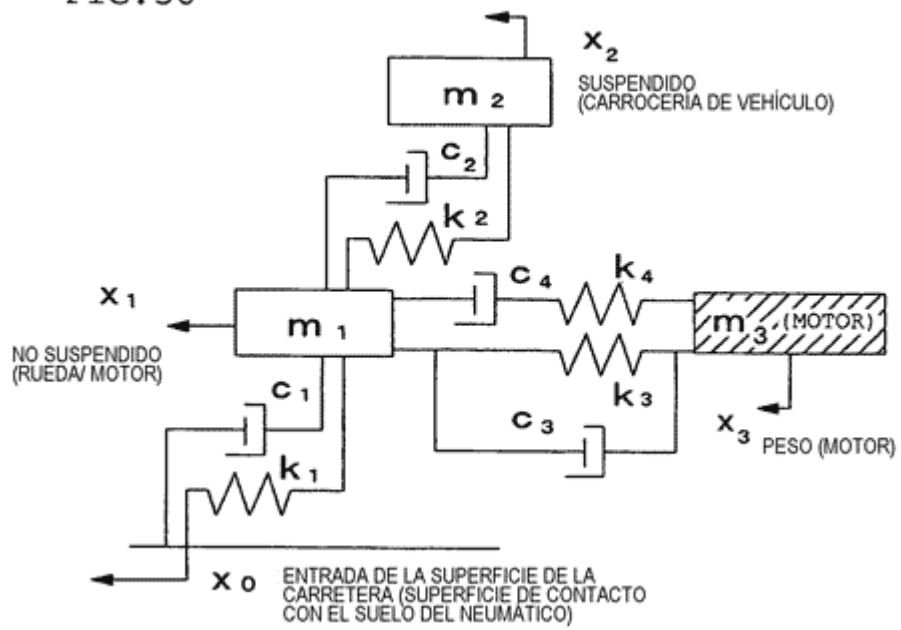 FIG.30
x2
SUSPENDIDO
(CARROCERÍA DE VEHÍCULO)
m2
c2
k2
x1
NO SUSPENDIDO
(RUEDA/ MOTOR)
m1
c4
k4
m3 (MOTOR)
k3
c3
x3
PESO (MOTOR)
c1
k1
x0
ENTRADA DE LA SUPERFICIE DE LA
CARRETERA (SUPERFICIE DE CONTACTO
CON EL SUELO DEL NEUMÁTICO)